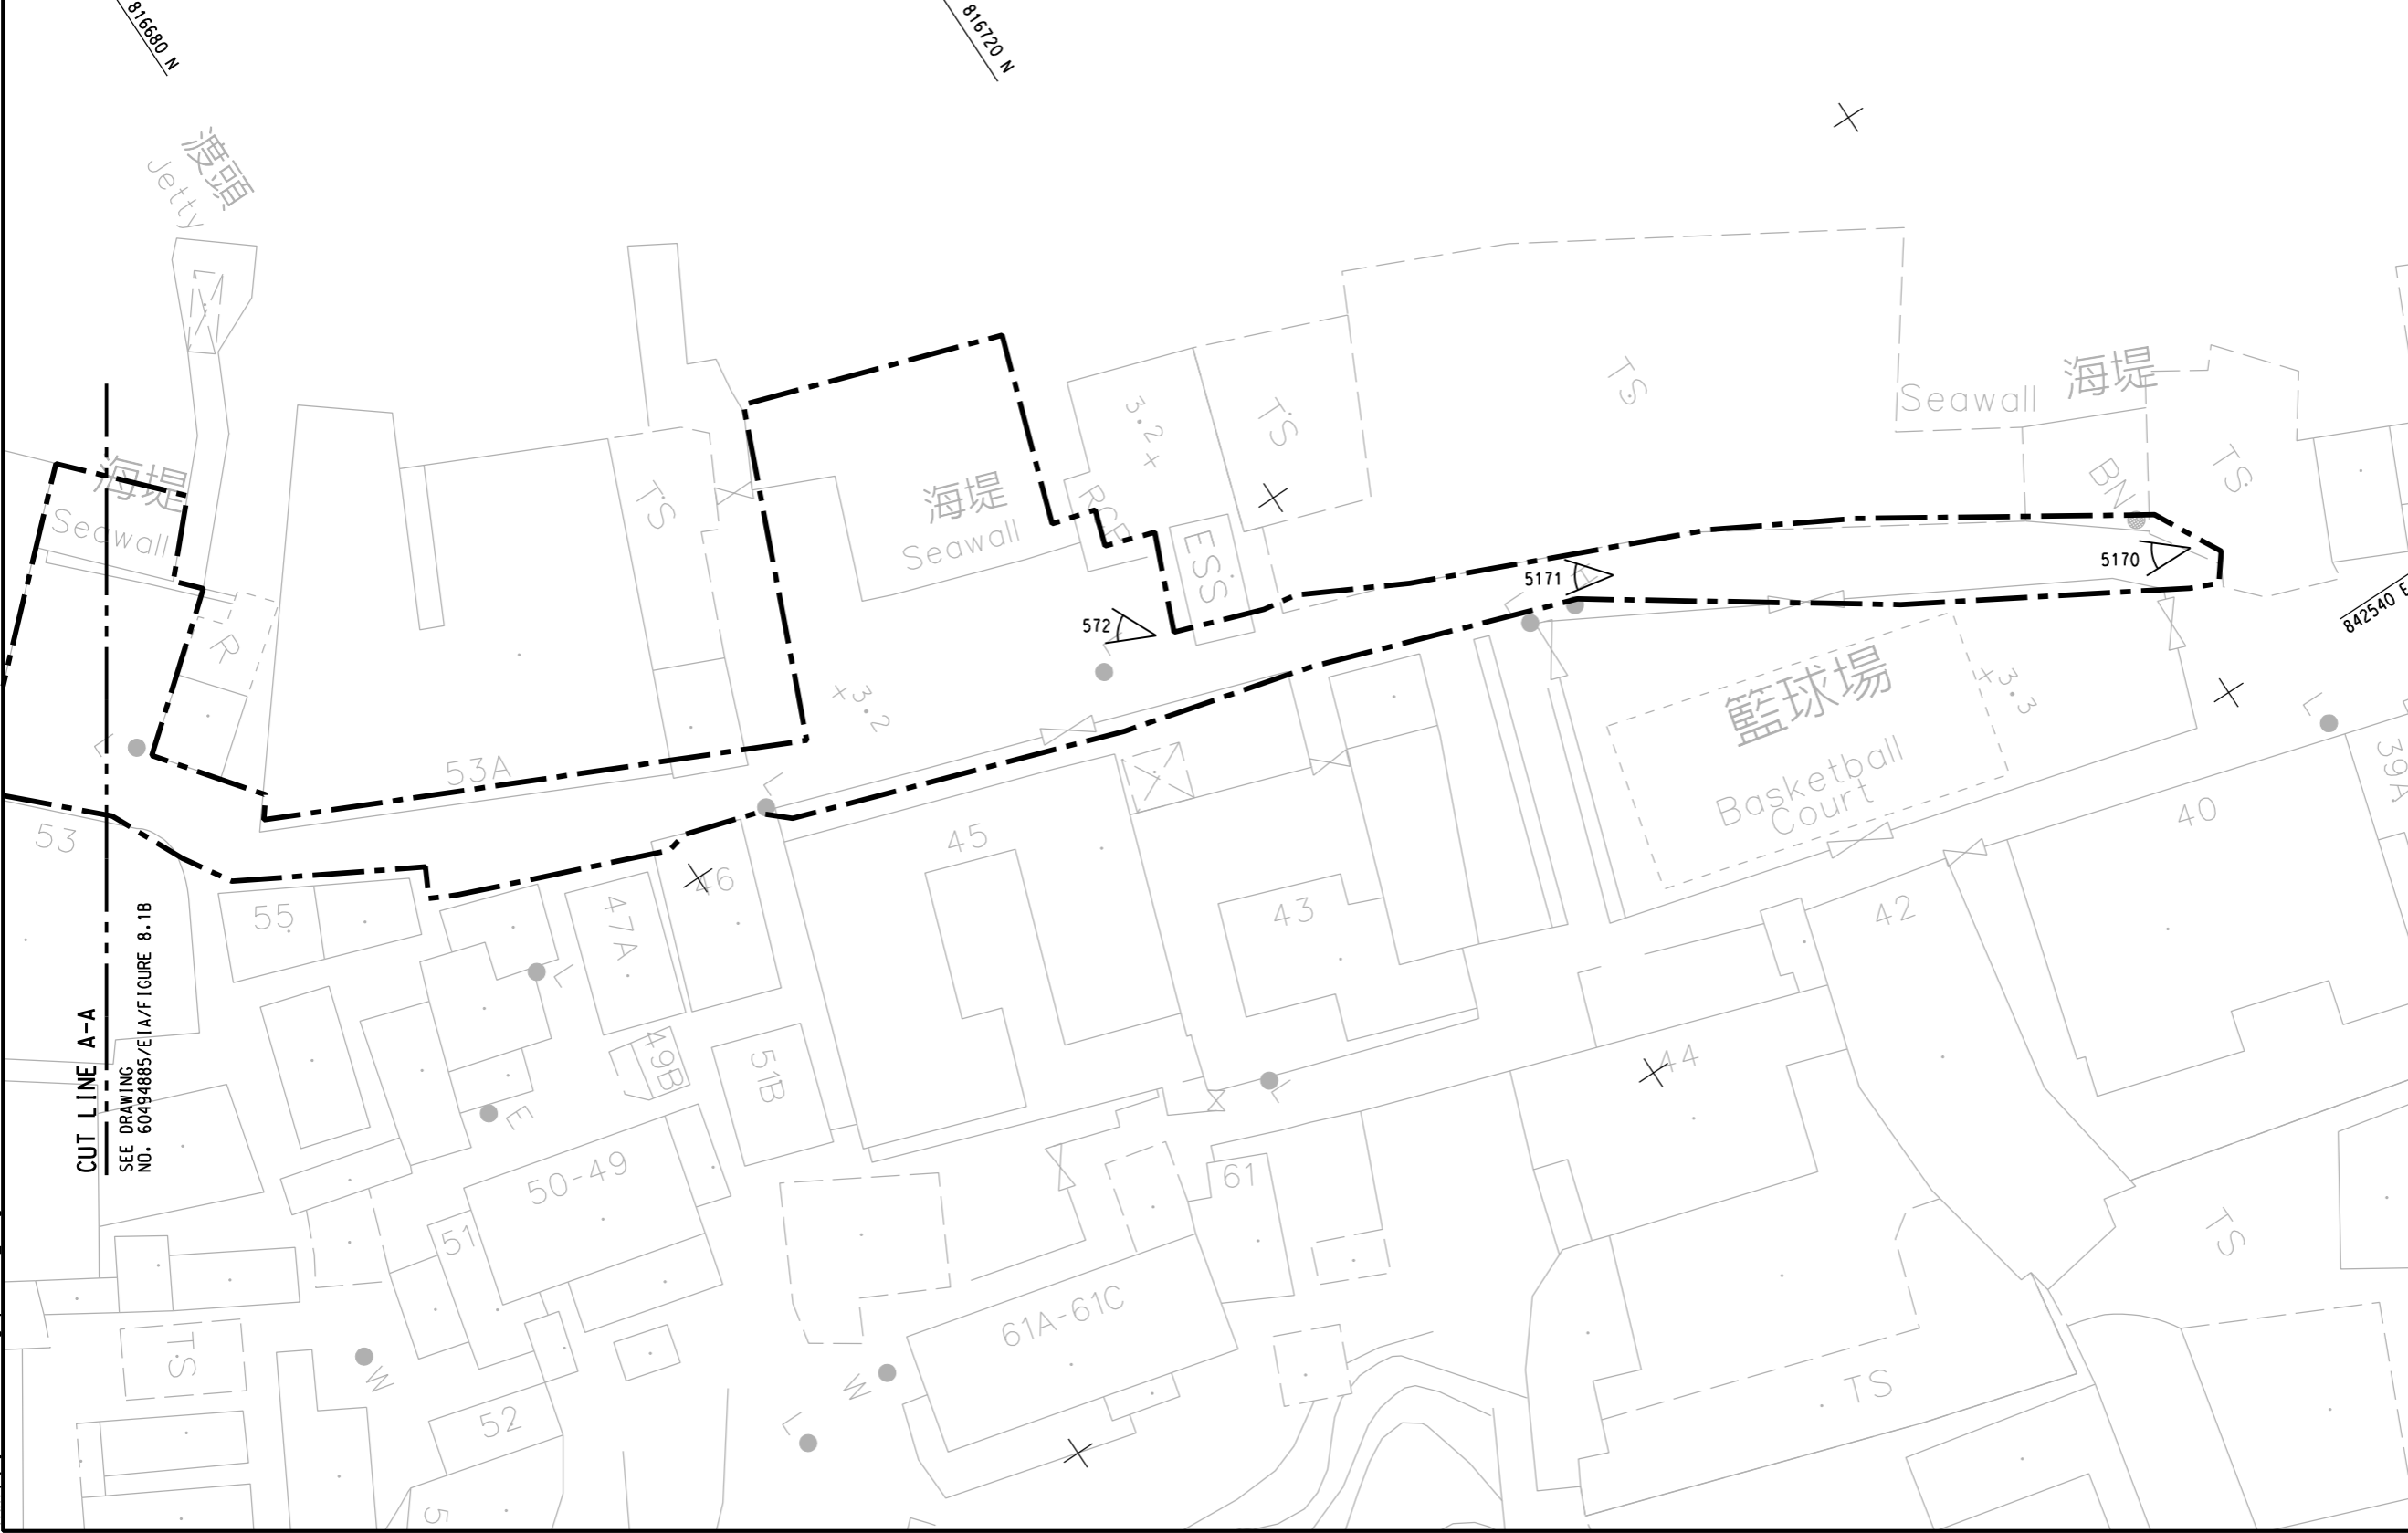 816680 N
816720 N
渡頭
Jetty
海堤
Seawall
TS
3.2
TS
TS
Seawall
海堤
海堤
Seawall
RCP
ESS
BM
TS
5171
5170
572
842540 E
R
L
L
L
L
53A
3.2
L
3.3
籃球場
Basketball
Court
39A
53
55
47A
46
45
43
42
40
L
49B
51B
44
L
E
CUT LINE A-A
SEE DRAWING
NO. 60494885/EIA/FIGURE 8.1B
50-49
61
51
TS
61A-61C
TS
W
W
L
52
TS
5